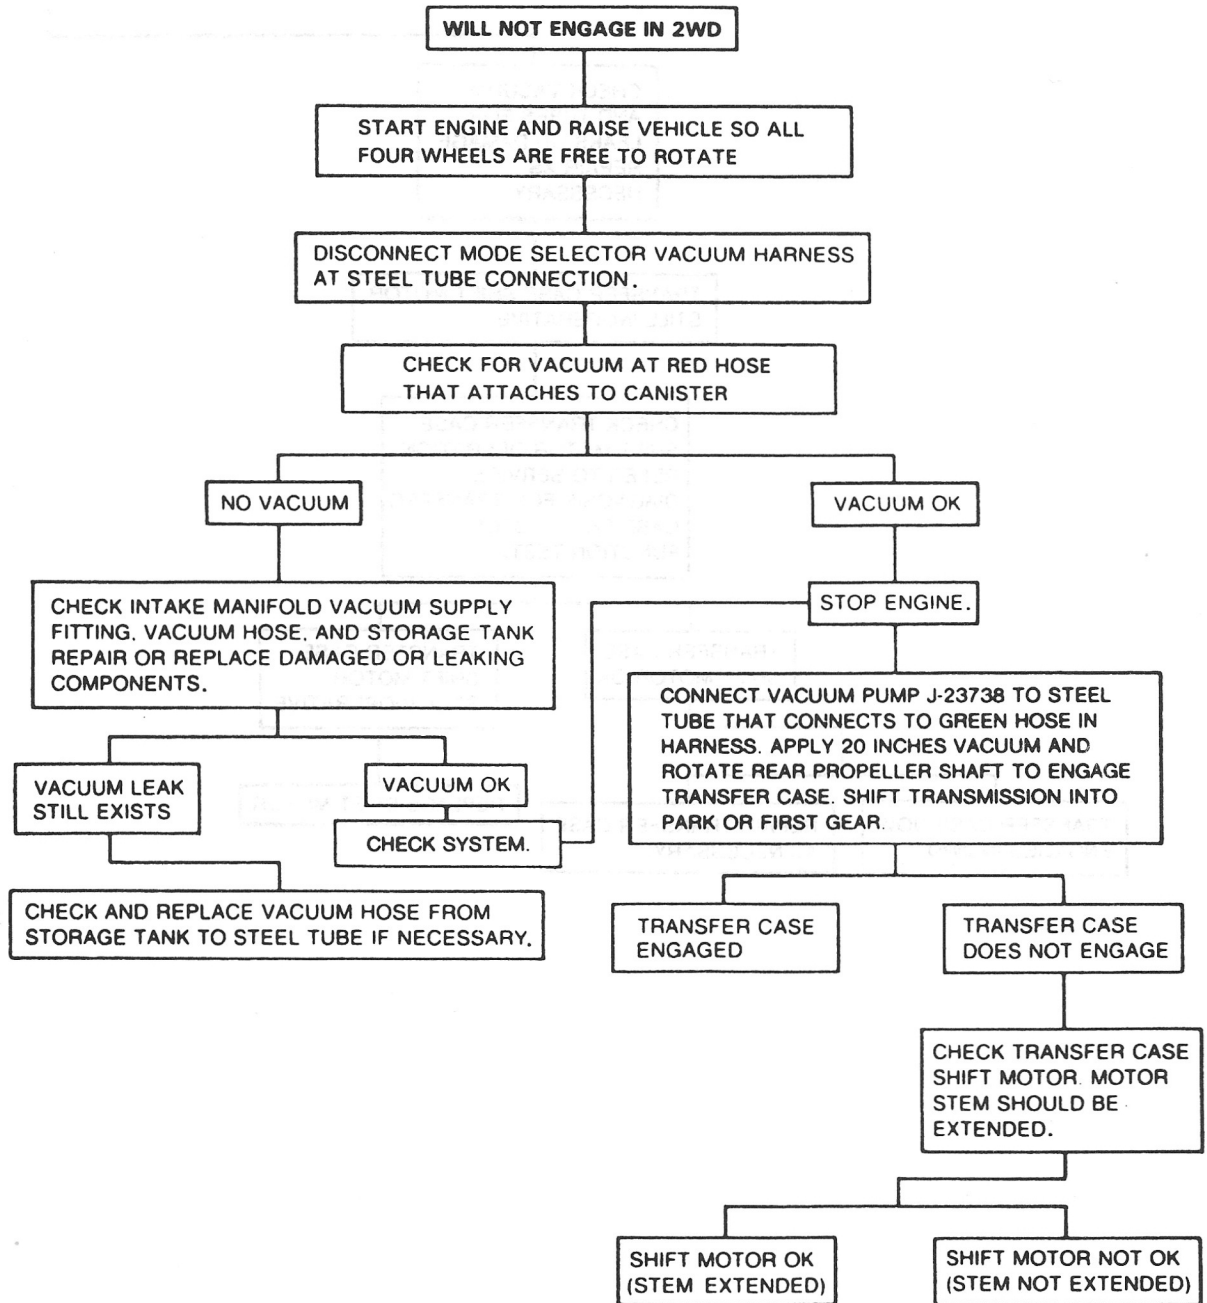 WILL NOT ENGAGE IN 2WD
START ENGINE AND RAISE VEHICLE SO ALL
FOUR WHEELS ARE FREE TO ROTATE
DISCONNECT MODE SELECTOR VACUUM HARNESS
AT STEEL TUBE CONNECTION.
CHECK FOR VACUUM AT RED HOSE
THAT ATTACHES TO CANISTER
NO VACUUM
VACUUM OK
CHECK INTAKE MANIFOLD VACUUM SUPPLY
FITTING, VACUUM HOSE, AND STORAGE TANK
REPAIR OR REPLACE DAMAGED OR LEAKING
COMPONENTS.
STOP ENGINE.
CONNECT VACUUM PUMP J-23738 TO STEEL
TUBE THAT CONNECTS TO GREEN HOSE IN
HARNESS. APPLY 20 INCHES VACUUM AND
ROTATE REAR PROPELLER SHAFT TO ENGAGE
TRANSFER CASE. SHIFT TRANSMISSION INTO
PARK OR FIRST GEAR.
VACUUM LEAK
STILL EXISTS
VACUUM OK
CHECK SYSTEM.
CHECK AND REPLACE VACUUM HOSE FROM
STORAGE TANK TO STEEL TUBE IF NECESSARY.
TRANSFER CASE
ENGAGED
TRANSFER CASE
DOES NOT ENGAGE
CHECK TRANSFER CASE
SHIFT MOTOR. MOTOR
STEM SHOULD BE
EXTENDED.
SHIFT MOTOR OK
(STEM EXTENDED)
SHIFT MOTOR NOT OK
(STEM NOT EXTENDED)